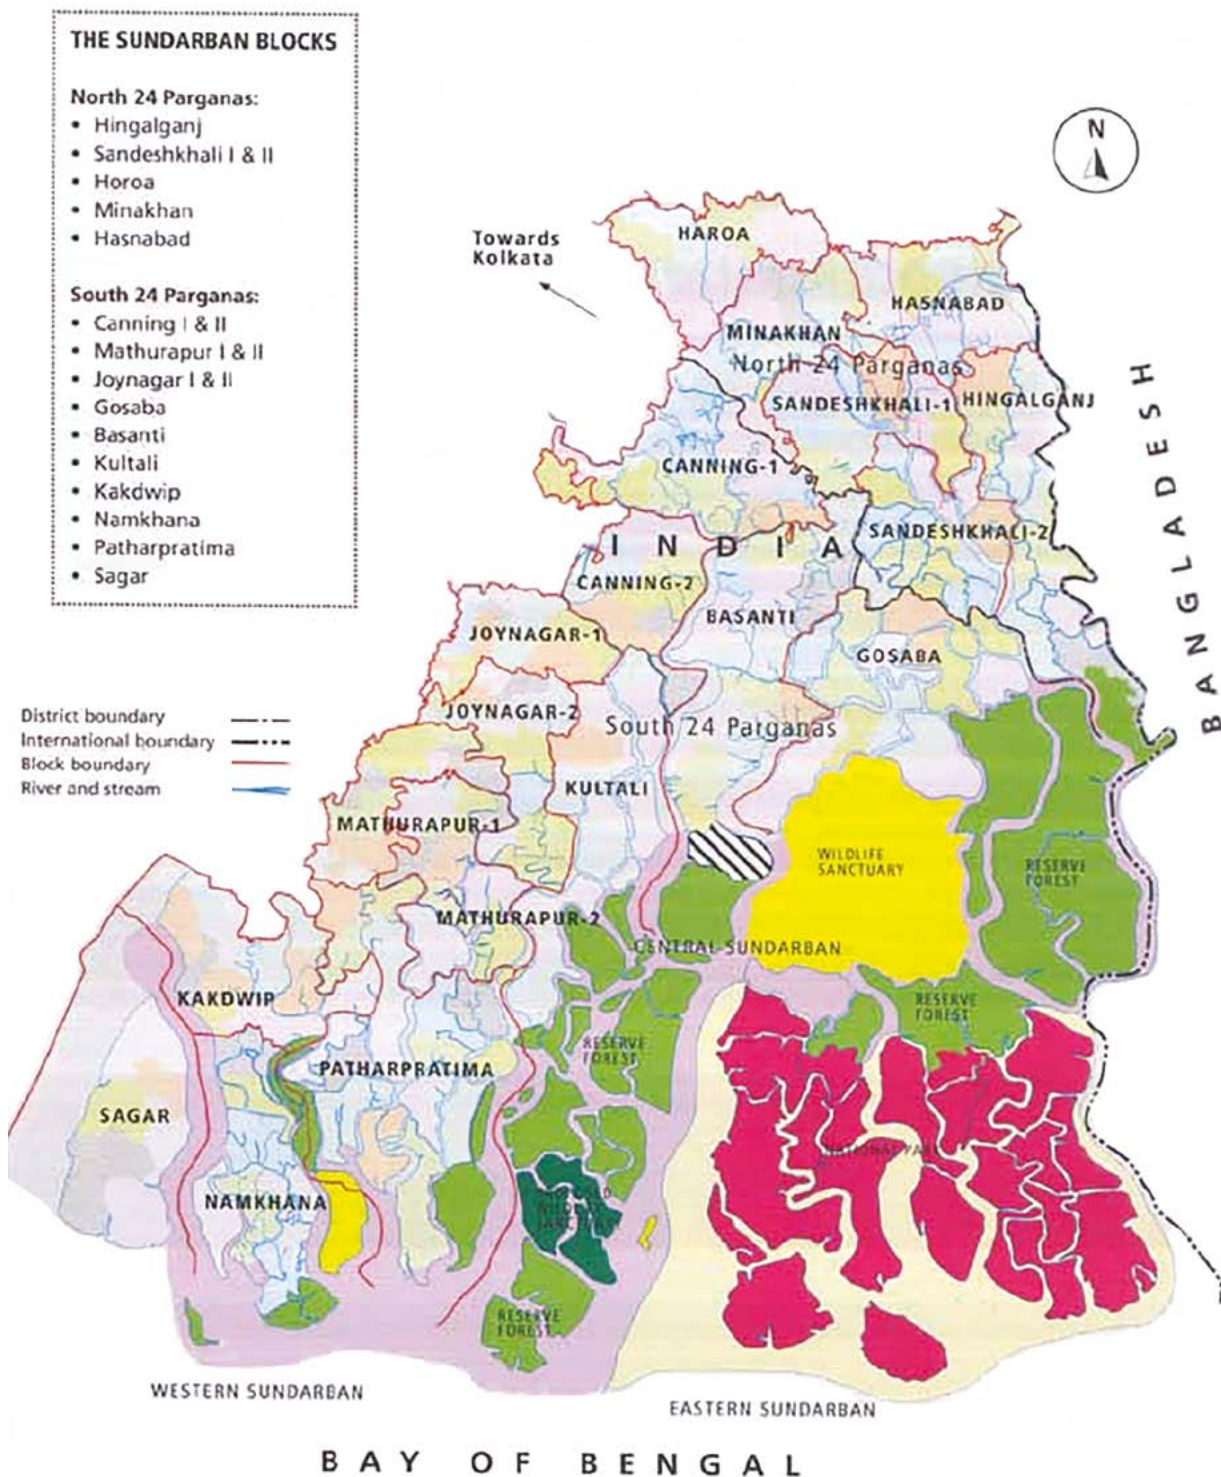 THE SUNDARBAN BLOCKS
North 24 Parganas:
• Hingalganj
• Sandeshkhali I & II
• Horoa
• Minakhan
• Hasnabad
South 24 Parganas:
• Canning I & II
• Mathurapur I & II
• Joynagar I & II
• Gosaba
• Basanti
• Kultali
• Kakdwip
• Namkhana
• Patharpratima
• Sagar
N
Towards
Kolkata
HAROA
HASNABAD
MINAKHAN
North 24 Parganas
SANDESHKHALI-1
HINGALGANJ
BANGLADESH
CANNING-1
SANDESHKHALI-2
INDIA
CANNING-2
BASANTI
JOYNAGAR-1
GOSABA
JOYNAGAR-2
South 24 Parganas
District boundary
International boundary
Block boundary
River and stream
KULTALI
MATHURAPUR-1
WILDLIFE
SANCTUARY
RESERVE
FOREST
MATHURAPUR-2
CENTRAL SUNDARBAN
KAKDWIP
RESERVE
FOREST
RESERVE
FOREST
PATHARPRATIMA
SAGAR
NATIONAL PARK
NAMKHANA
RESERVE
FOREST
WESTERN SUNDARBAN
EASTERN SUNDARBAN
BAY OF BENGAL